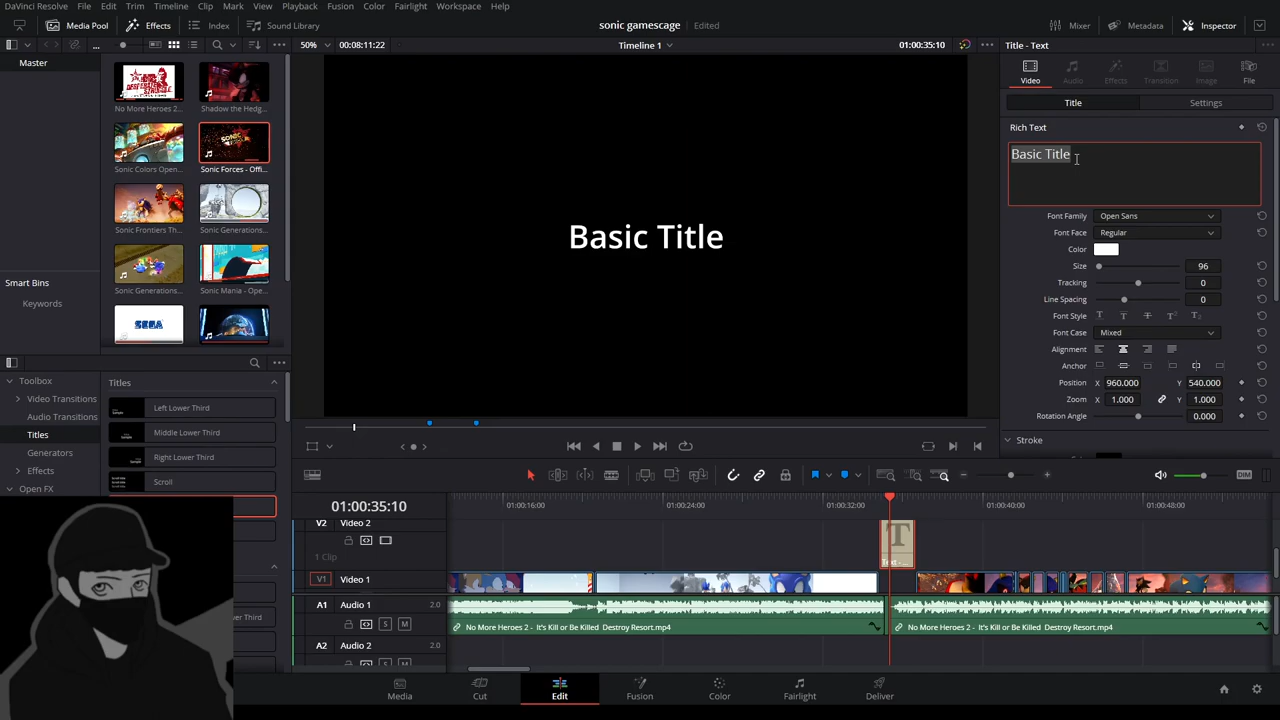 DaVinci Resolve File Edit Trim Timeline Clip Mark View Playback Fusion Color Fairlight Workspace Help
Media Pool Effects Index Sound Library sonic gamescage Edited Mixer Metadata Inspector
... 50% 00:08:11:22 Timeline 1 01:00:35:10 Title - Text
Master
Video Audio Effects Transition Image File
Title Settings
No More Heroes 2... Shadow the Hedg...
Rich Text
Basic Title
Sonic Colors Open... Sonic Forces - Offi...
Sonic Frontiers Th... Sonic Generations...
Sonic Generations... Sonic Mania - Ope...
Basic Title
Font Family Open Sans
Font Face Regular
Color
Size 96
Tracking 0
Line Spacing 0
Font Style T T T T T
Font Case Mixed
Alignment
Anchor
Position X 960.000 Y 540.000
Zoom X 1.000 Y 1.000
Rotation Angle 0.000
Stroke
Smart Bins
Keywords
SEGA
Toolbox
Video Transitions
Audio Transitions
Titles
Generators
Effects
Open FX
Titles
Left Lower Third
Middle Lower Third
Right Lower Third
Scroll
DIM
01:00:35:10 01:00:16:00 01:00:24:00 01:00:32:00 01:00:40:00 01:00:48:00
V2 Video 2
1 Clip
T
V1 Video 1
A1 Audio 1 2.0
S M
No More Heroes 2 - It's Kill or Be Killed Destroy Resort.mp4 No More Heroes 2 - It's Kill or Be Killed Destroy Resort.mp4
A2 Audio 2 2.0
Media Cut Edit Fusion Color Fairlight Deliver